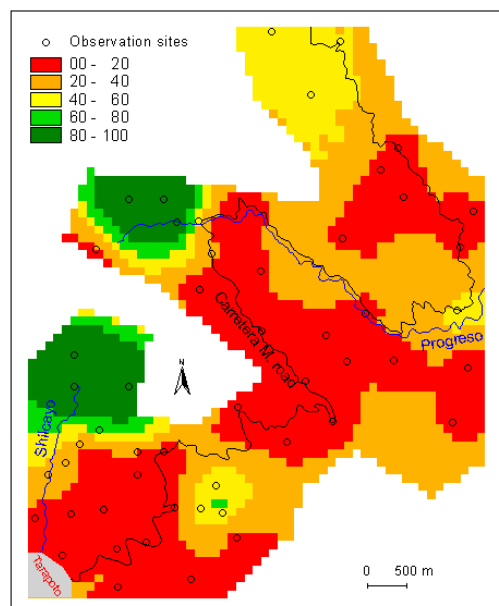 Observation sites
00 - 20
20 - 40
40 - 60
60 - 80
80 - 100
Carretera M. road
Progreso
N
Shilcayo
Tarapoto
0 500 m